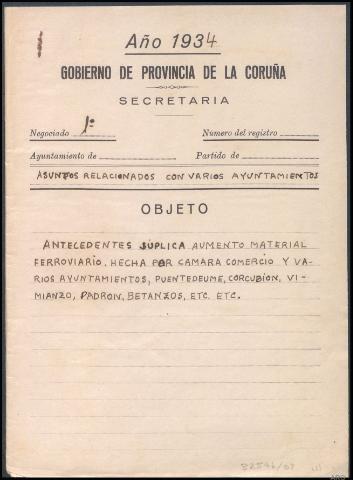 Año 1934
GOBIERNO DE PROVINCIA DE LA CORUÑA
SECRETARIA
Negociado 1º Número del registro
Ayuntamiento de Partido de
ASUNTOS RELACIONADOS CON VARIOS AYUNTAMIENTOS
OBJETO
ANTECEDENTES SUPLICA AUMENTO MATERIAL
FERROVIARIO. HECHA POR CAMARA COMERCIO Y VA-
RIOS AYUNTAMIENTOS, PUENTEDEUME, CORCUBION, VI-
MIANZO, PADRON, BETANZOS, ETC. ETC.